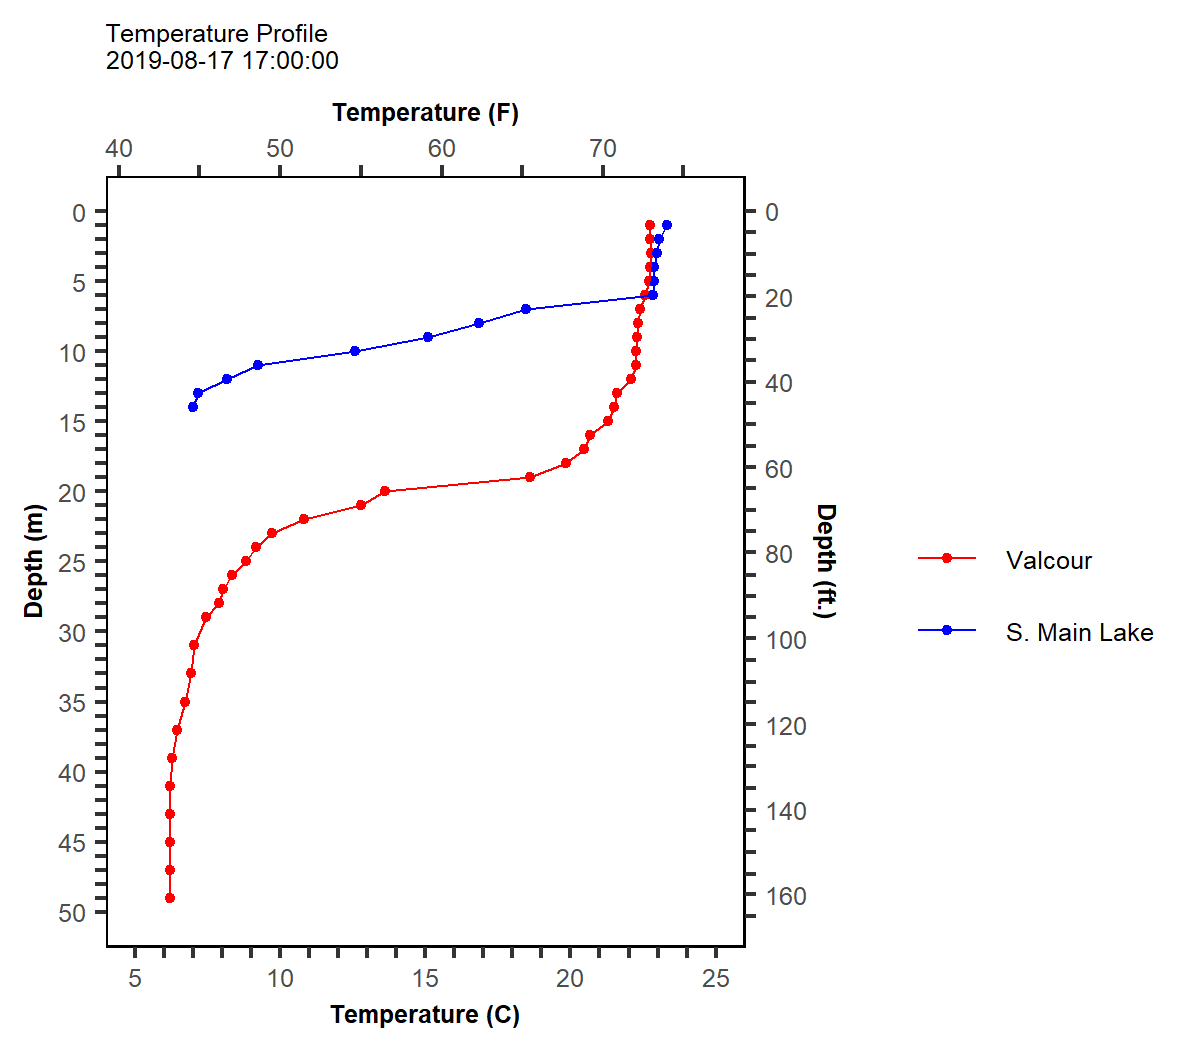 Temperature Profile
2019-08-17 17:00:00
Temperature (F)
40 50 60 70
0
5
10
15
20
25
30
35
40
45
50
Depth (m)
0
20
40
60
80
100
120
140
160
Depth (ft.)
Valcour
S. Main Lake
5 10 15 20 25
Temperature (C)